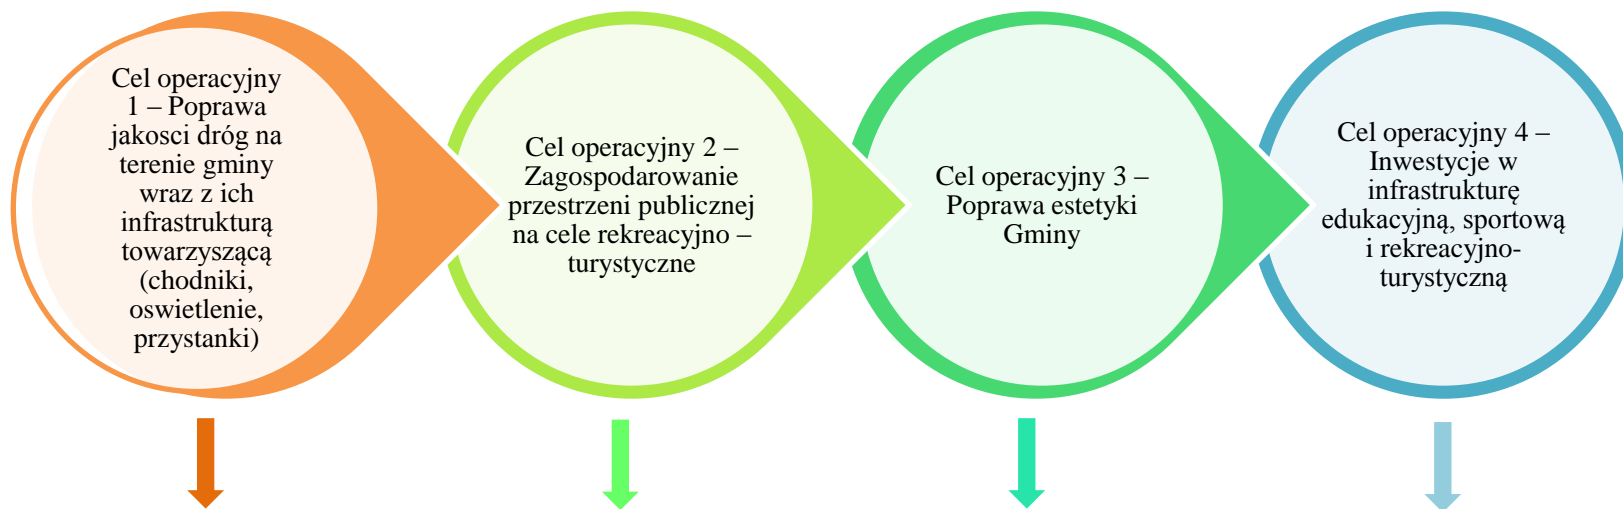 Cel operacyjny
1 – Poprawa
jakosci dróg na
terenie gminy
wraz z ich
infrastrukturą
towarzyszącą
(chodniki,
oswietlenie,
przystanki)
Cel operacyjny 2 –
Zagospodarowanie
przestrzeni publicznej
na cele rekreacyjno –
turystyczne
Cel operacyjny 3 –
Poprawa estetyki
Gminy
Cel operacyjny 4 –
Inwestycje w
infrastrukturę
edukacyjną, sportową
i rekreacyjno-
turystyczną